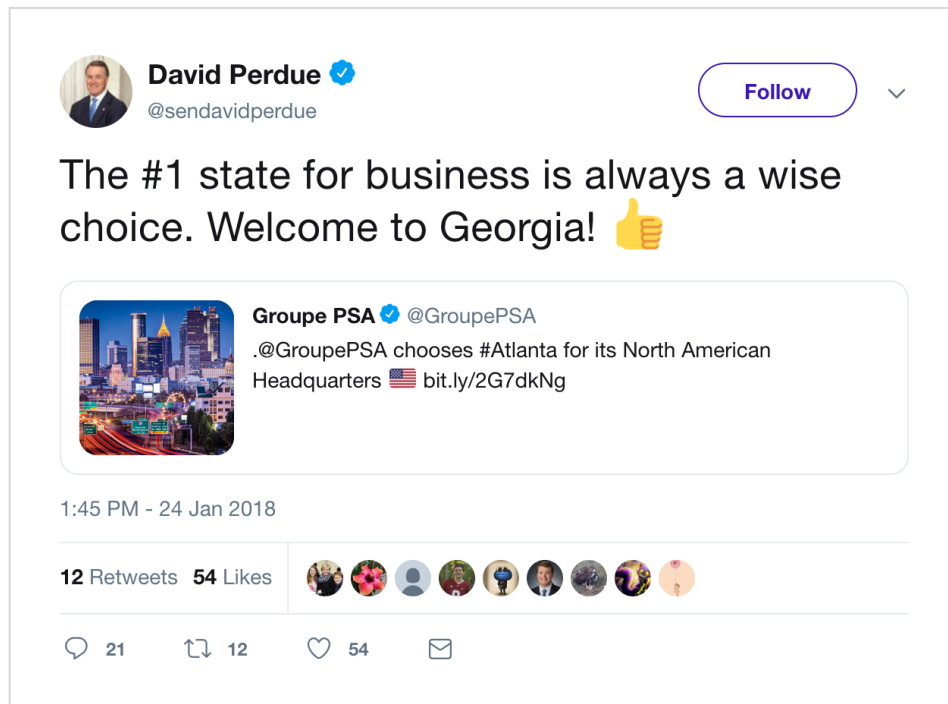 David Perdue
@sendavidperdue
Follow
The #1 state for business is always a wise
choice. Welcome to Georgia! 👍
Groupe PSA @GroupePSA
.@GroupePSA chooses #Atlanta for its North American
Headquarters 🇺🇸 bit.ly/2G7dkNg
1:45 PM - 24 Jan 2018
12 Retweets 54 Likes
21 12 54